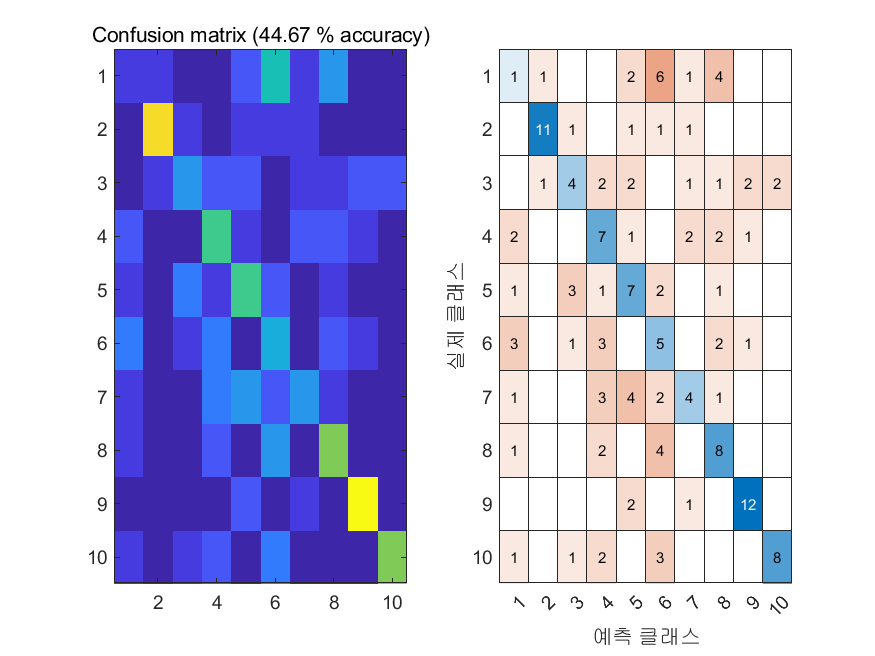 Confusion matrix (44.67 % accuracy)
1
2
3
4
5
6
7
8
9
10
2 4 6 8 10
실제 클래스
1 1 1 2 6 1 4
2 11 1 1 1 1
3 1 4 2 2 1 1 2 2
4 2 7 1 2 2 1
5 1 3 1 7 2 1
6 3 1 3 5 2 1
7 1 3 4 2 4 1
8 1 2 4 8
9 2 1 12
10 1 1 2 3 8
1 2 3 4 5 6 7 8 9 10
예측 클래스